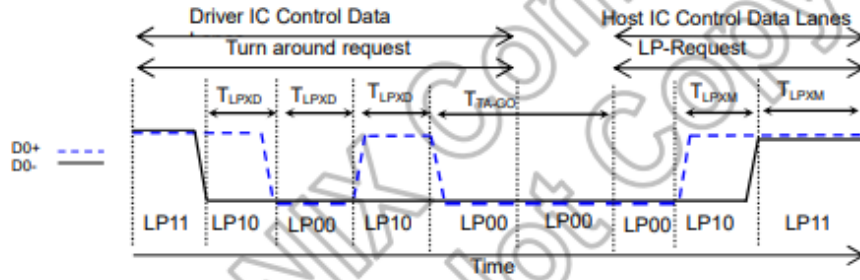 Driver IC Control Data
Host IC Control Data Lanes
Turn around request
LP-Request
TLPXD TLPXD TLPXD TTA-GO TLPXM TLPXM
D0+
D0-
LP11 LP10 LP00 LP10 LP00 LP00 LP00 LP10 LP11
Time